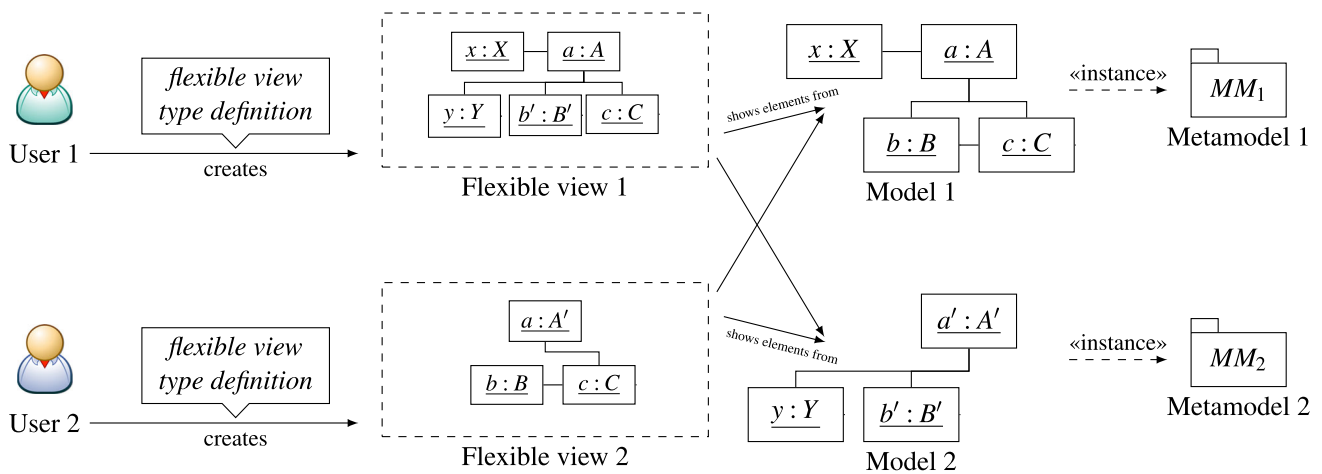 flexible view
type definition
User 1
creates
x : X
a : A
y : Y
b′ : B′
c : C
Flexible view 1
shows elements from
x : X
a : A
b : B
c : C
Model 1
«instance»
MM₁
Metamodel 1
flexible view
type definition
User 2
creates
a : A′
b : B
c : C
Flexible view 2
shows elements from
a′ : A′
y : Y
b′ : B′
Model 2
«instance»
MM₂
Metamodel 2